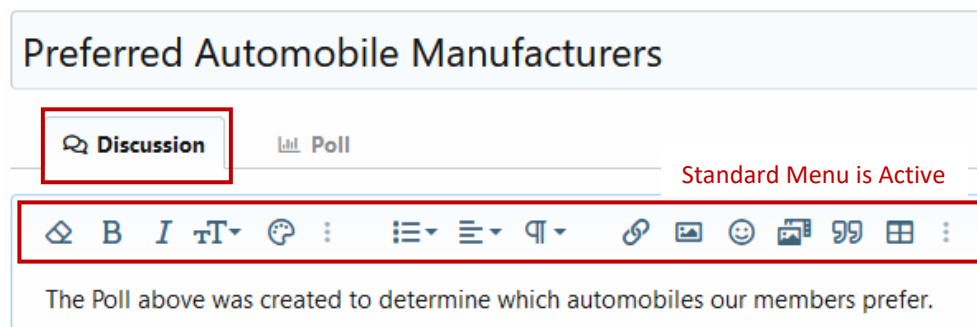 Preferred Automobile Manufacturers
Discussion
Poll
Standard Menu is Active
B I TT
The Poll above was created to determine which automobiles our members prefer.